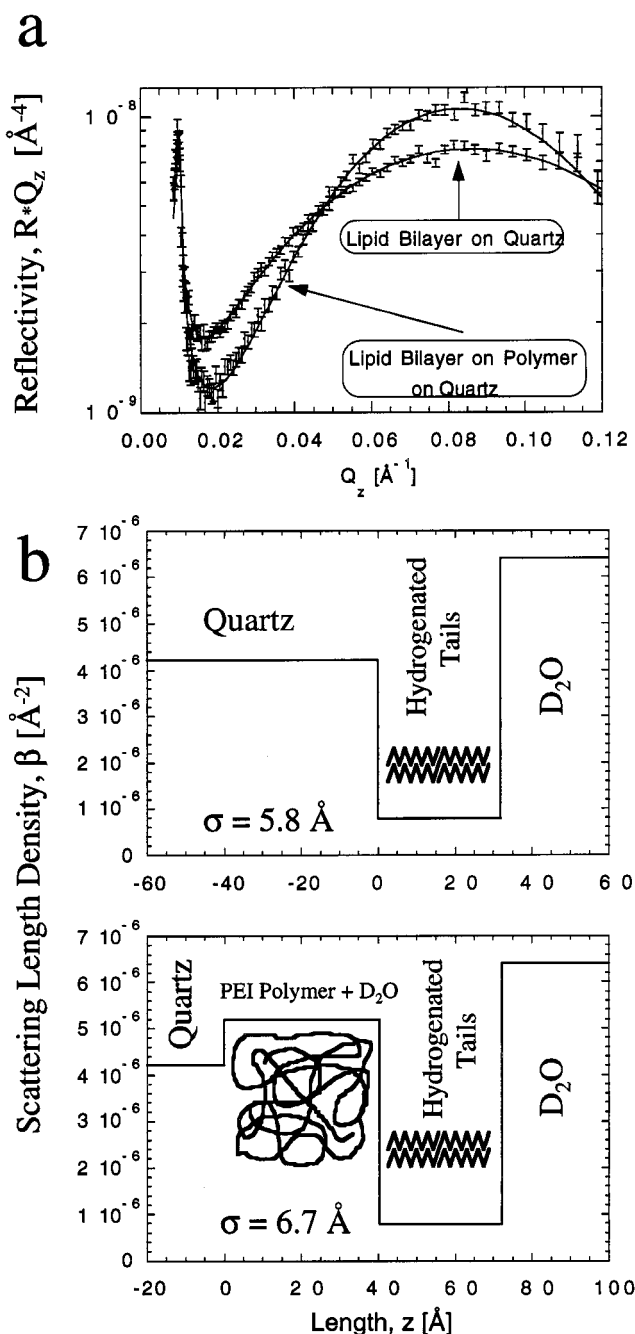 a
Reflectivity, R*Q_z [Å^-4]
1 0^-8
1 0^-9
Lipid Bilayer on Quartz
Lipid Bilayer on Polymer
on Quartz
0.00 0.02 0.04 0.06 0.08 0.10 0.12
Q_z [Å^-1]
b
Scattering Length Density, β [Å^-2]
7 10^-6
6 10^-6
5 10^-6
4 10^-6
3 10^-6
2 10^-6
1 10^-6
0
Quartz
Hydrogenated
Tails
D2O
σ = 5.8 Å
-60 -40 -20 0 20 40 60
7 10^-6
6 10^-6
5 10^-6
4 10^-6
3 10^-6
2 10^-6
1 10^-6
0
Quartz
PEI Polymer + D2O
Hydrogenated
Tails
D2O
σ = 6.7 Å
-20 0 20 40 60 80 100
Length, z [Å]